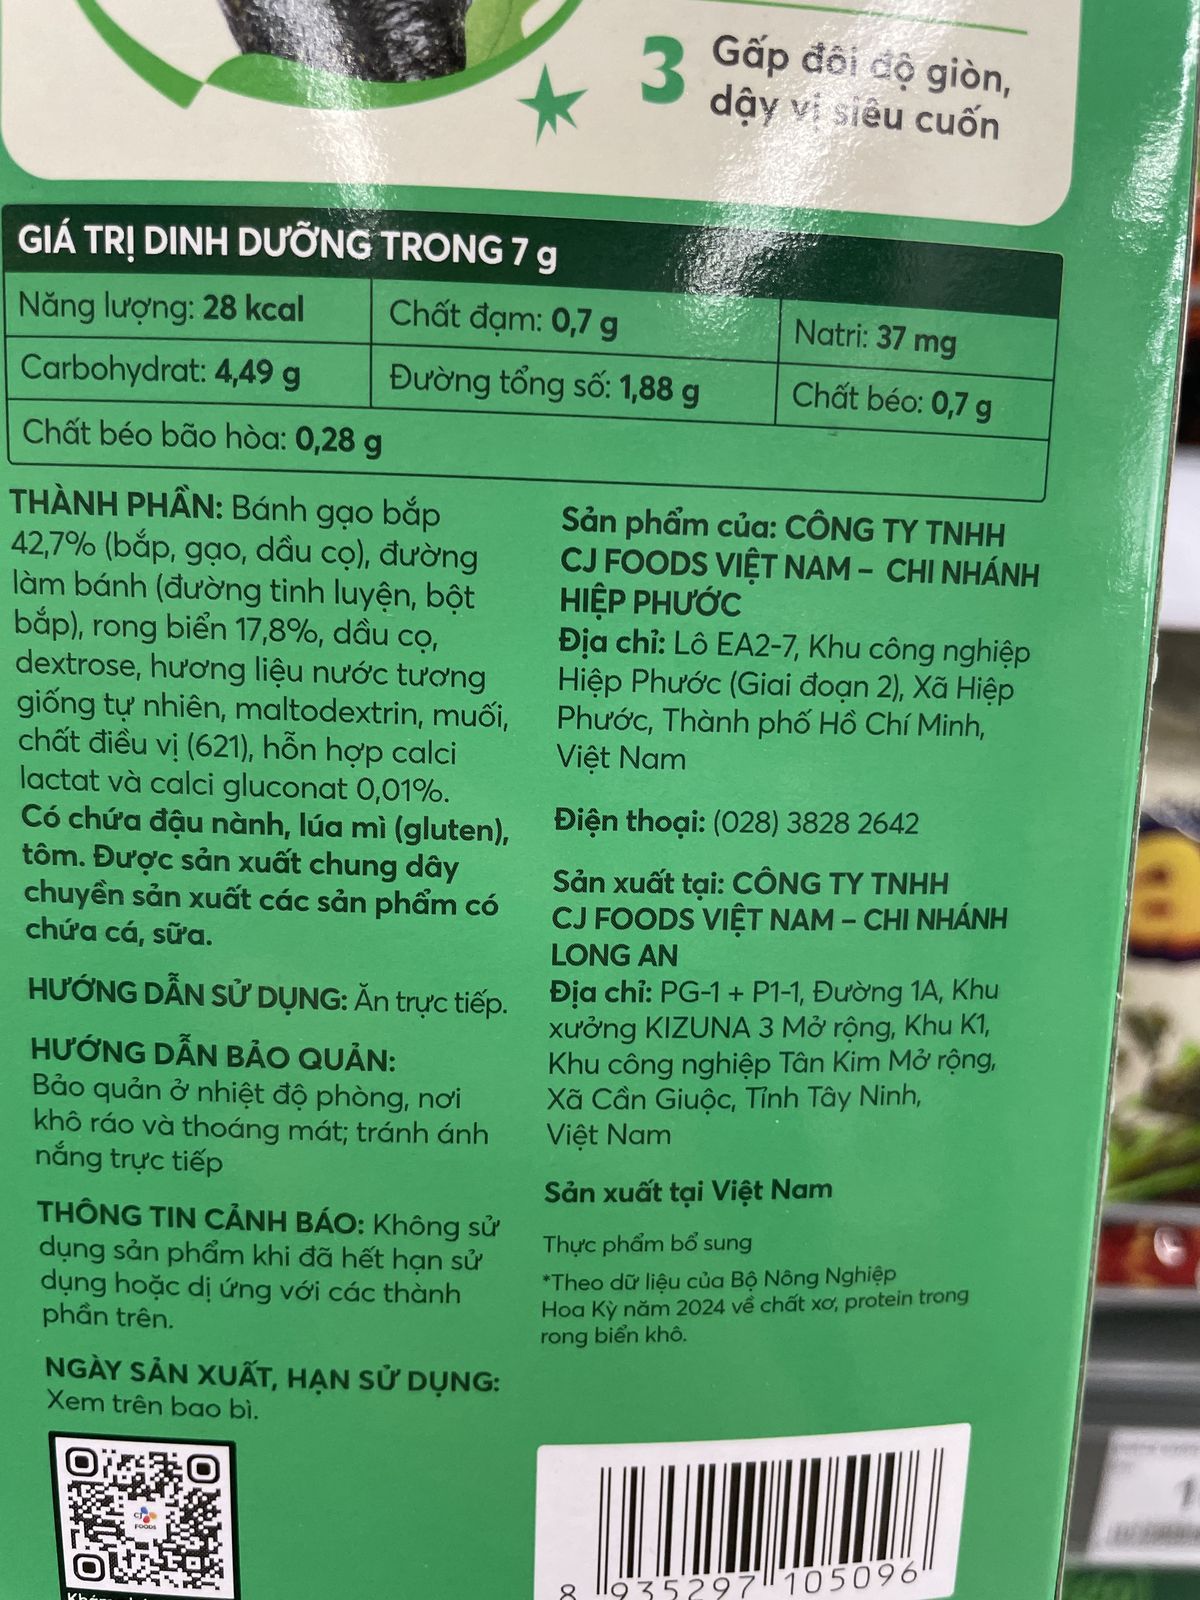 3
Gấp đôi độ giòn,
dậy vị siêu cuốn
GIÁ TRỊ DINH DƯỠNG TRONG 7 g
Năng lượng: 28 kcal
Chất đạm: 0,7 g
Natri: 37 mg
Carbohydrat: 4,49 g
Đường tổng số: 1,88 g
Chất béo: 0,7 g
Chất béo bão hòa: 0,28 g
THÀNH PHẦN: Bánh gạo bắp
42,7% (bắp, gạo, dầu cọ), đường
làm bánh (đường tinh luyện, bột
bắp), rong biển 17,8%, dầu cọ,
dextrose, hương liệu nước tương
giống tự nhiên, maltodextrin, muối,
chất điều vị (621), hỗn hợp calci
lactat và calci gluconat 0,01%.
Có chứa đậu nành, lúa mì (gluten),
tôm. Được sản xuất chung dây
chuyền sản xuất các sản phẩm có
chứa cá, sữa.
HƯỚNG DẪN SỬ DỤNG: Ăn trực tiếp.
HƯỚNG DẪN BẢO QUẢN:
Bảo quản ở nhiệt độ phòng, nơi
khô ráo và thoáng mát; tránh ánh
nắng trực tiếp
THÔNG TIN CẢNH BÁO: Không sử
dụng sản phẩm khi đã hết hạn sử
dụng hoặc dị ứng với các thành
phần trên.
NGÀY SẢN XUẤT, HẠN SỬ DỤNG:
Xem trên bao bì.
CJ
FOODS
Sản phẩm của: CÔNG TY TNHH
CJ FOODS VIỆT NAM – CHI NHÁNH
HIỆP PHƯỚC
Địa chỉ: Lô EA2-7, Khu công nghiệp
Hiệp Phước (Giai đoạn 2), Xã Hiệp
Phước, Thành phố Hồ Chí Minh,
Việt Nam
Điện thoại: (028) 3828 2642
Sản xuất tại: CÔNG TY TNHH
CJ FOODS VIỆT NAM – CHI NHÁNH
LONG AN
Địa chỉ: PG-1 + P1-1, Đường 1A, Khu
xưởng KIZUNA 3 Mở rộng, Khu K1,
Khu công nghiệp Tân Kim Mở rộng,
Xã Cần Giuộc, Tỉnh Tây Ninh,
Việt Nam
Sản xuất tại Việt Nam
Thực phẩm bổ sung
*Theo dữ liệu của Bộ Nông Nghiệp
Hoa Kỳ năm 2024 về chất xơ, protein trong
rong biển khô.
8 935297 105096